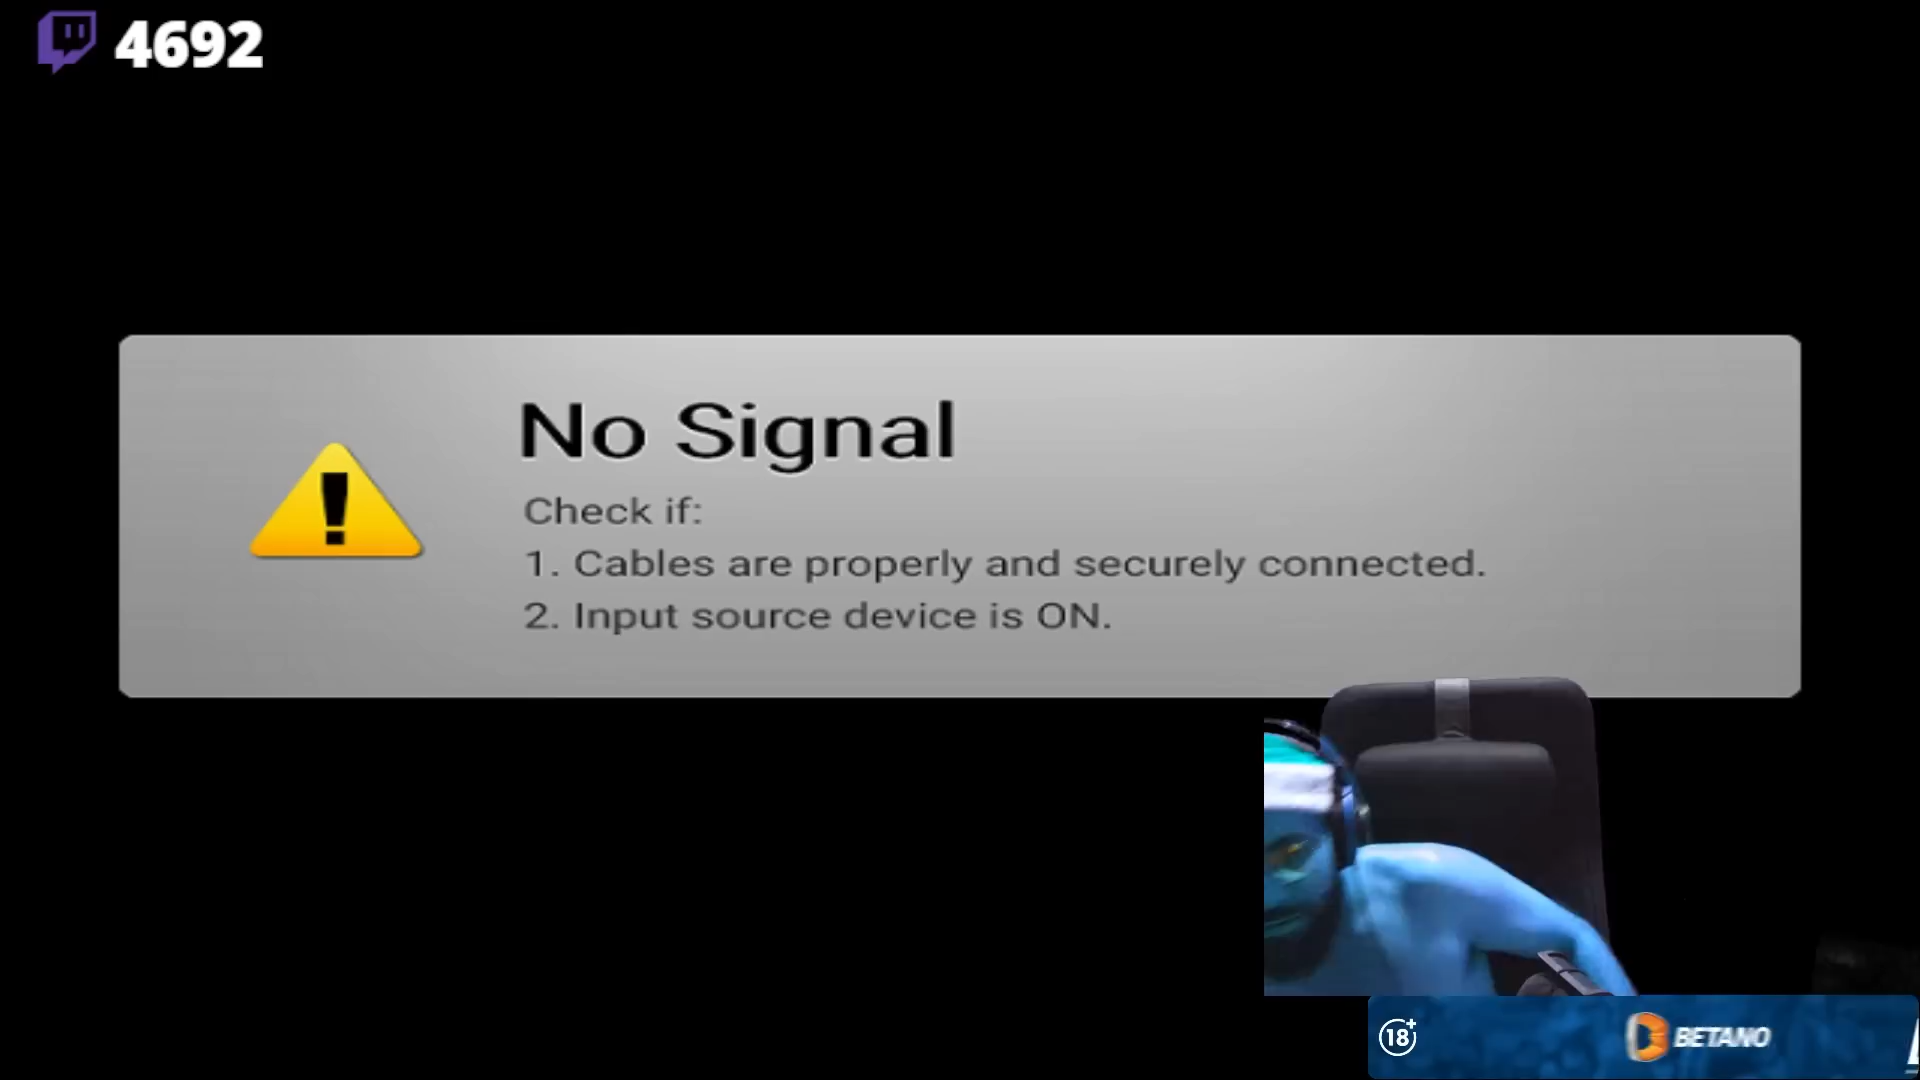 4692
No Signal
Check if:
1. Cables are properly and securely connected.
2. Input source device is ON.
18+
BETANO